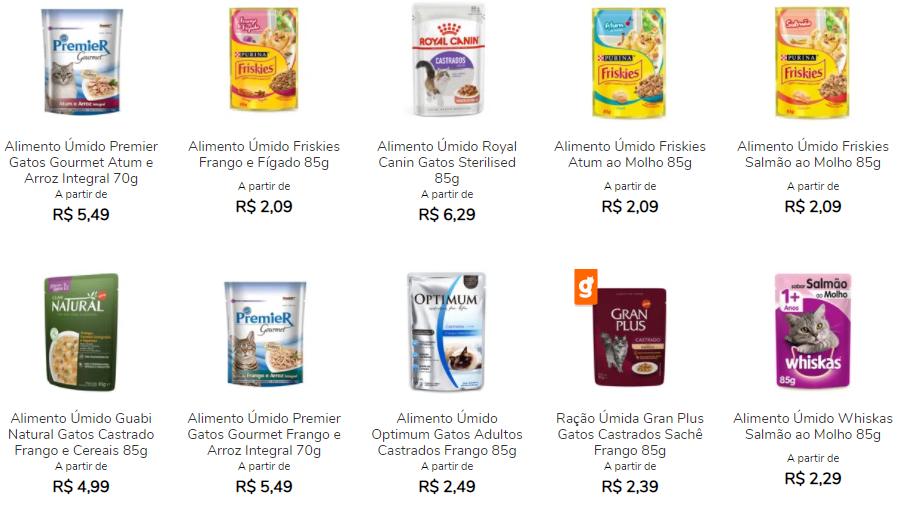 PremieR
Gourmet
Atum e Arroz Integral
PURINA
Friskies
85g
ROYAL CANIN
CASTRADOS
Atum
PURINA
Friskies
85g
Salmão
PURINA
Friskies
85g
Alimento Úmido Premier
Gatos Gourmet Atum e
Arroz Integral 70g
A partir de
R$ 5,49
Alimento Úmido Friskies
Frango e Fígado 85g
A partir de
R$ 2,09
Alimento Úmido Royal
Canin Gatos Sterilised
85g
A partir de
R$ 6,29
Alimento Úmido Friskies
Atum ao Molho 85g
A partir de
R$ 2,09
Alimento Úmido Friskies
Salmão ao Molho 85g
A partir de
R$ 2,09
NATURAL
PremieR
Gourmet
Frango e Arroz Integral
OPTIMUM
g
GRAN
PLUS
CASTRADO
sabor Salmão
ao Molho
1+
Anos
whiskas
85g
Alimento Úmido Guabi
Natural Gatos Castrado
Frango e Cereais 85g
A partir de
R$ 4,99
Alimento Úmido Premier
Gatos Gourmet Frango e
Arroz Integral 70g
A partir de
R$ 5,49
Alimento Úmido
Optimum Gatos Adultos
Castrados Frango 85g
A partir de
R$ 2,49
Ração Úmida Gran Plus
Gatos Castrados Sachê
Frango 85g
A partir de
R$ 2,39
Alimento Úmido Whiskas
Salmão ao Molho 85g
A partir de
R$ 2,29